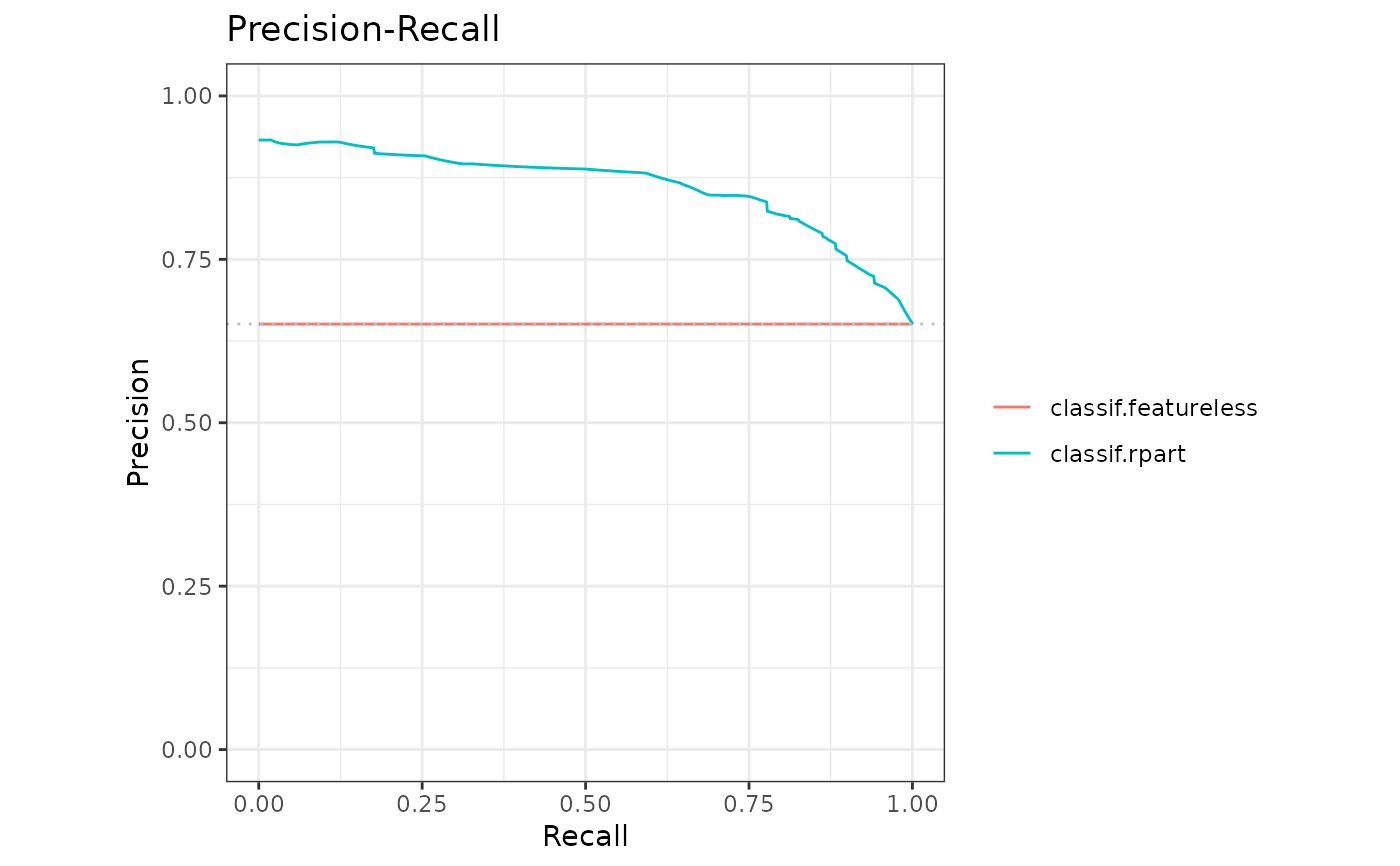 Precision-Recall
1.00
0.75
0.50
0.25
0.00
Precision
0.00 0.25 0.50 0.75 1.00
Recall
classif.featureless
classif.rpart